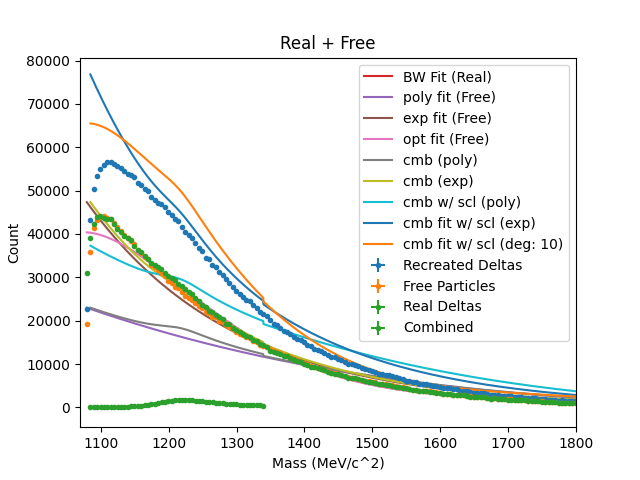 Real + Free
80000
70000
60000
50000
40000
30000
20000
10000
0
Count
BW Fit (Real)
poly fit (Free)
exp fit (Free)
opt fit (Free)
cmb (poly)
cmb (exp)
cmb w/ scl (poly)
cmb fit w/ scl (exp)
cmb fit w/ scl (deg: 10)
Recreated Deltas
Free Particles
Real Deltas
Combined
1100 1200 1300 1400 1500 1600 1700 1800
Mass (MeV/c^2)